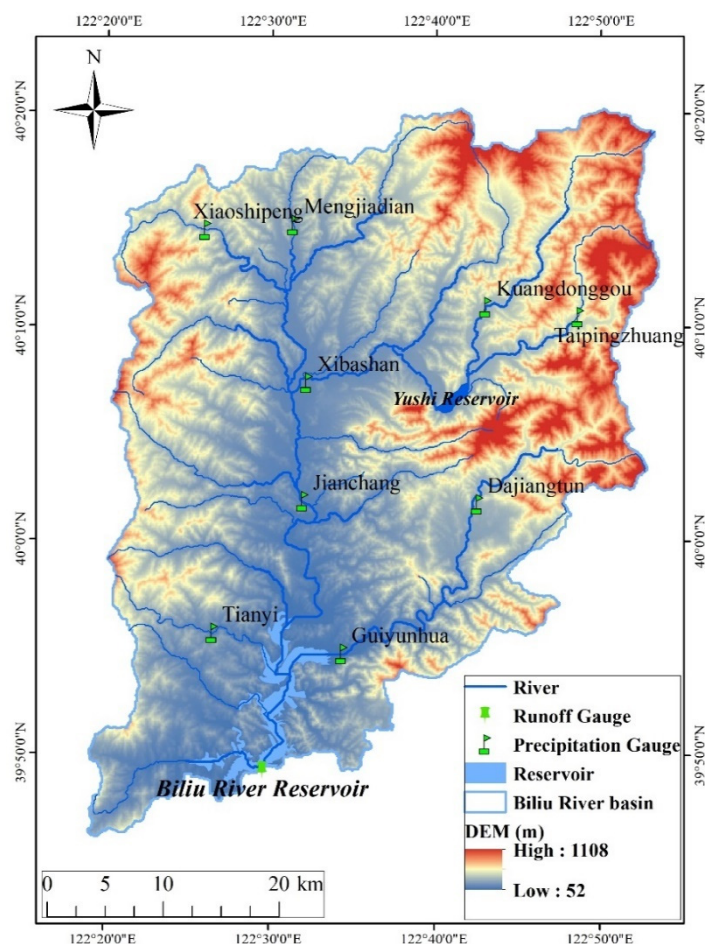 122°20'0"E 122°30'0"E 122°40'0"E 122°50'0"E
N
40°20'0"N 40°20'0"N
Xiaoshipeng Mengjiadian
Kuangdonggou
40°10'0"N Taipingzhuang 40°10'0"N
Xibashan
Yushi Reservoir
Jianchang Dajiangtun
40°0'0"N 40°0'0"N
Tianyi Guiyunhua
39°50'0"N 39°50'0"N
Biliu River Reservoir
River
Runoff Gauge
Precipitation Gauge
Reservoir
Biliu River basin
DEM (m)
High : 1108
Low : 52
0 5 10 20 km
122°20'0"E 122°30'0"E 122°40'0"E 122°50'0"E